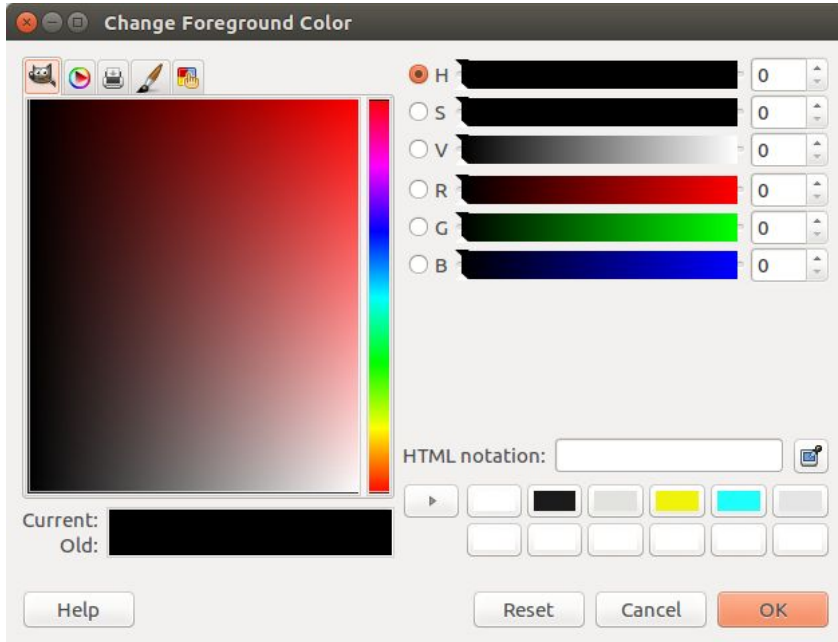 Change Foreground Color
H 0
S 0
V 0
R 0
G 0
B 0
HTML notation:
Current:
Old:
Help Reset Cancel OK